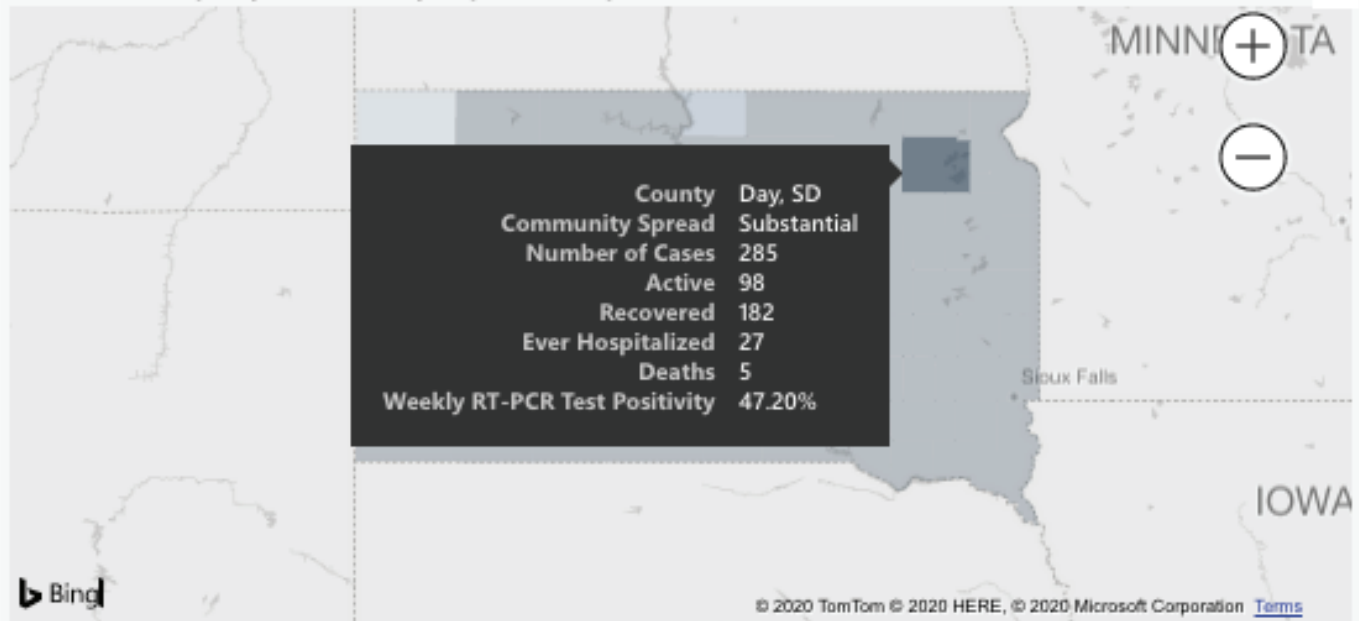 MINNE TA
County Day, SD
Community Spread Substantial
Number of Cases 285
Active 98
Recovered 182
Ever Hospitalized 27
Deaths 5
Weekly RT-PCR Test Positivity 47.20%
Sioux Falls
IOWA
Bing
© 2020 TomTom © 2020 HERE, © 2020 Microsoft Corporation Terms